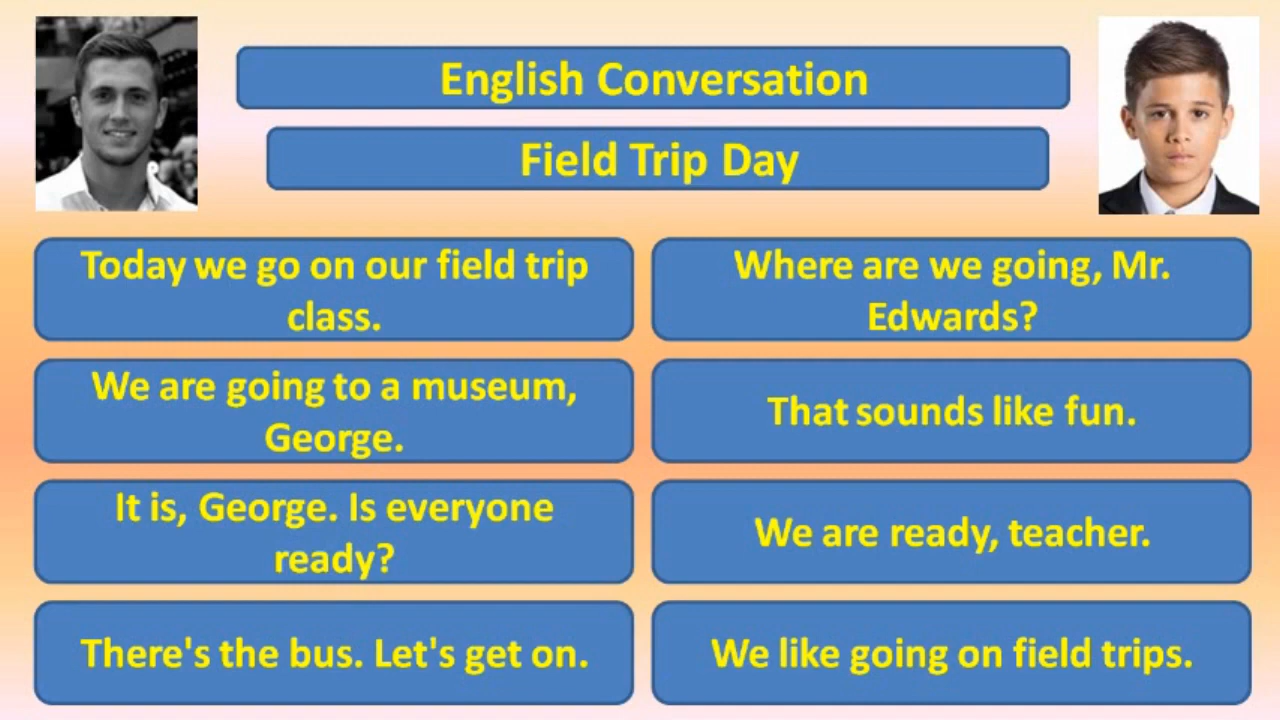 English Conversation
Field Trip Day
Today we go on our field trip
class.
Where are we going, Mr.
Edwards?
We are going to a museum,
George.
That sounds like fun.
It is, George. Is everyone
ready?
We are ready, teacher.
There's the bus. Let's get on.
We like going on field trips.